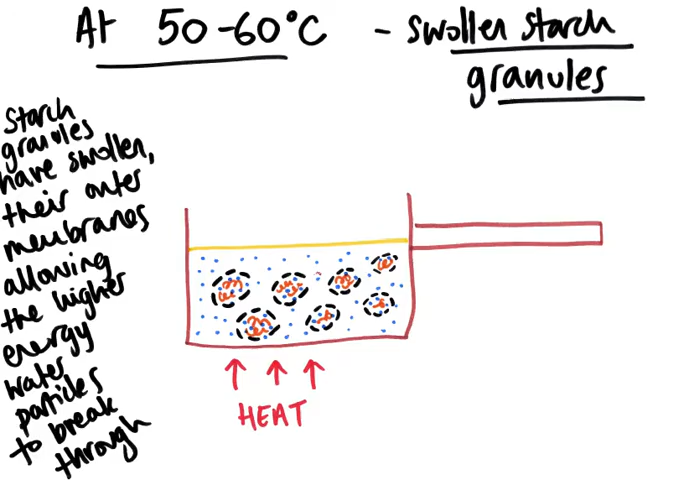 At 50-60°C - swollen starch
granules
Starch
granules
have swollen,
their outer
membranes
allowing
the higher
energy
water
particles
to break
through
HEAT